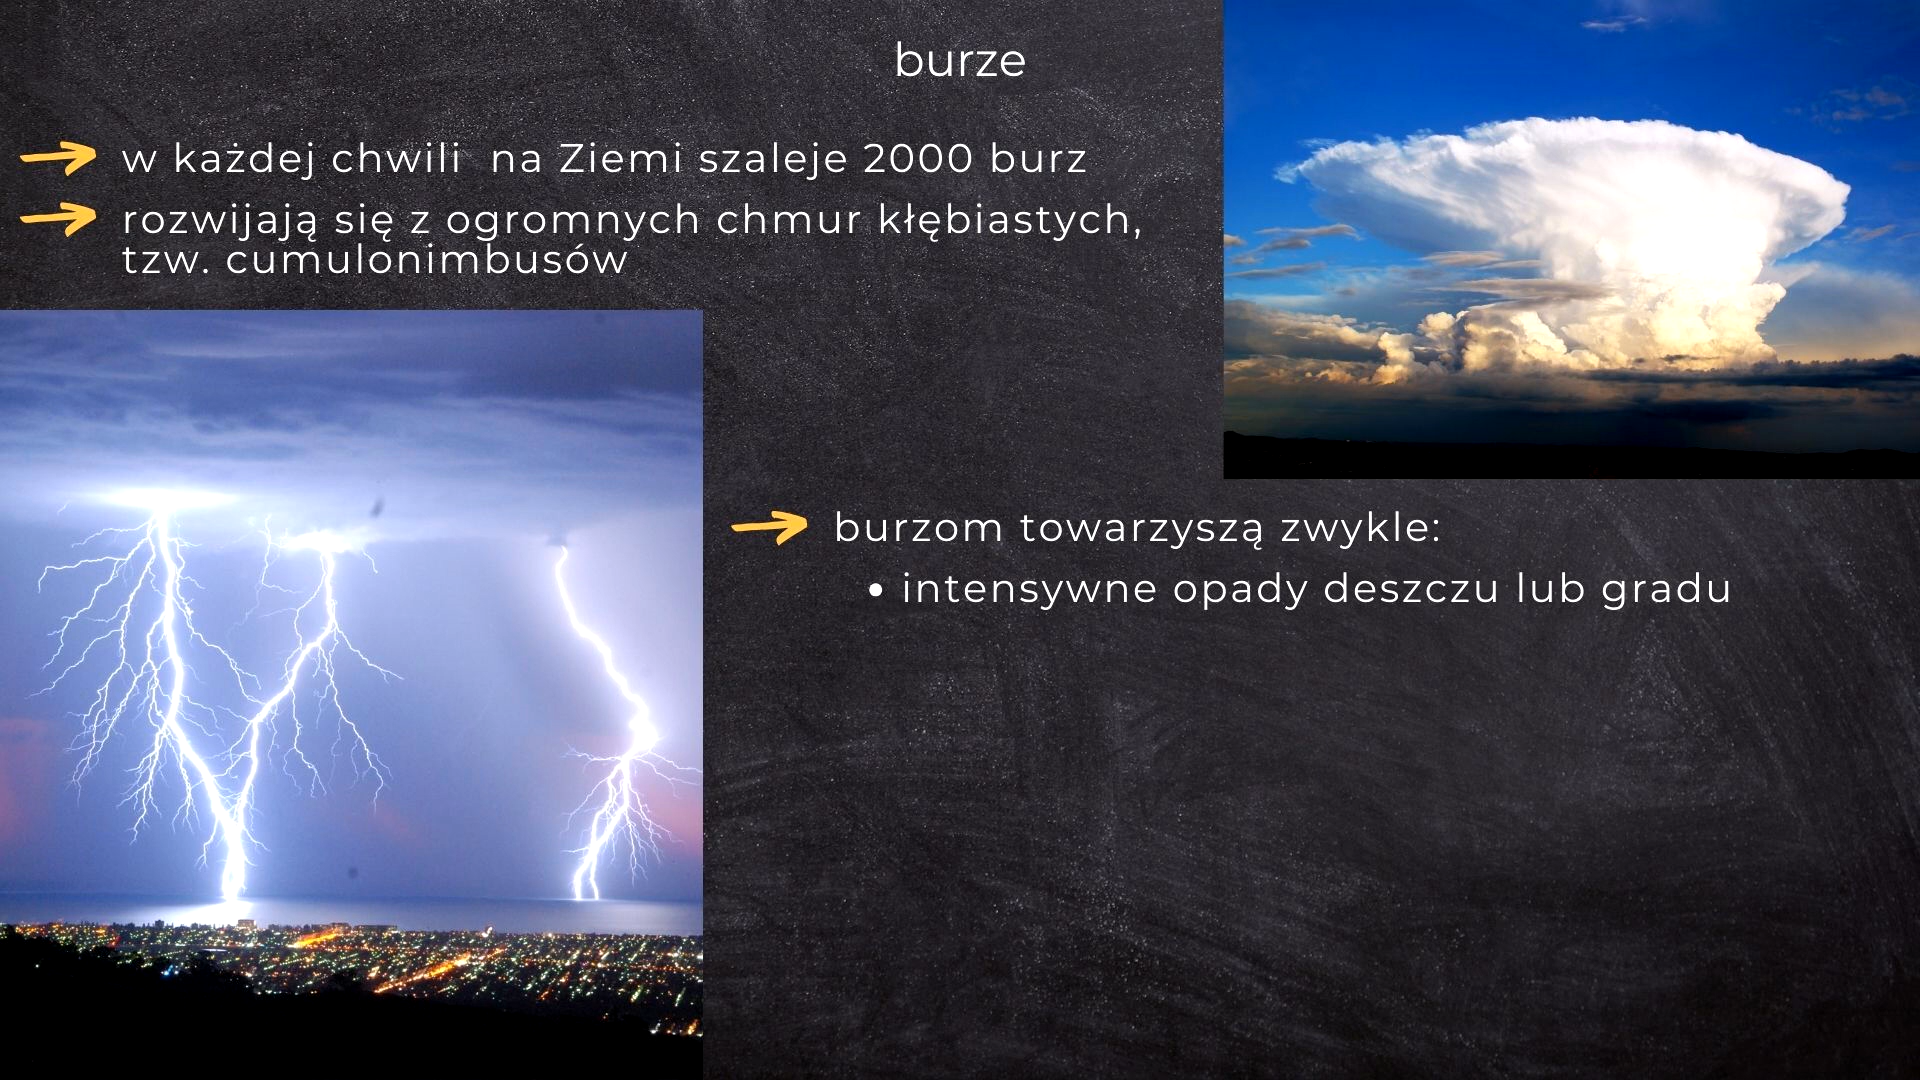 burze
w każdej chwili  na Ziemi szaleje 2000 burz
rozwijają się z ogromnych chmur kłębiastych,
tzw. cumulonimbusów
burzom towarzyszą zwykle:
• intensywne opady deszczu lub gradu